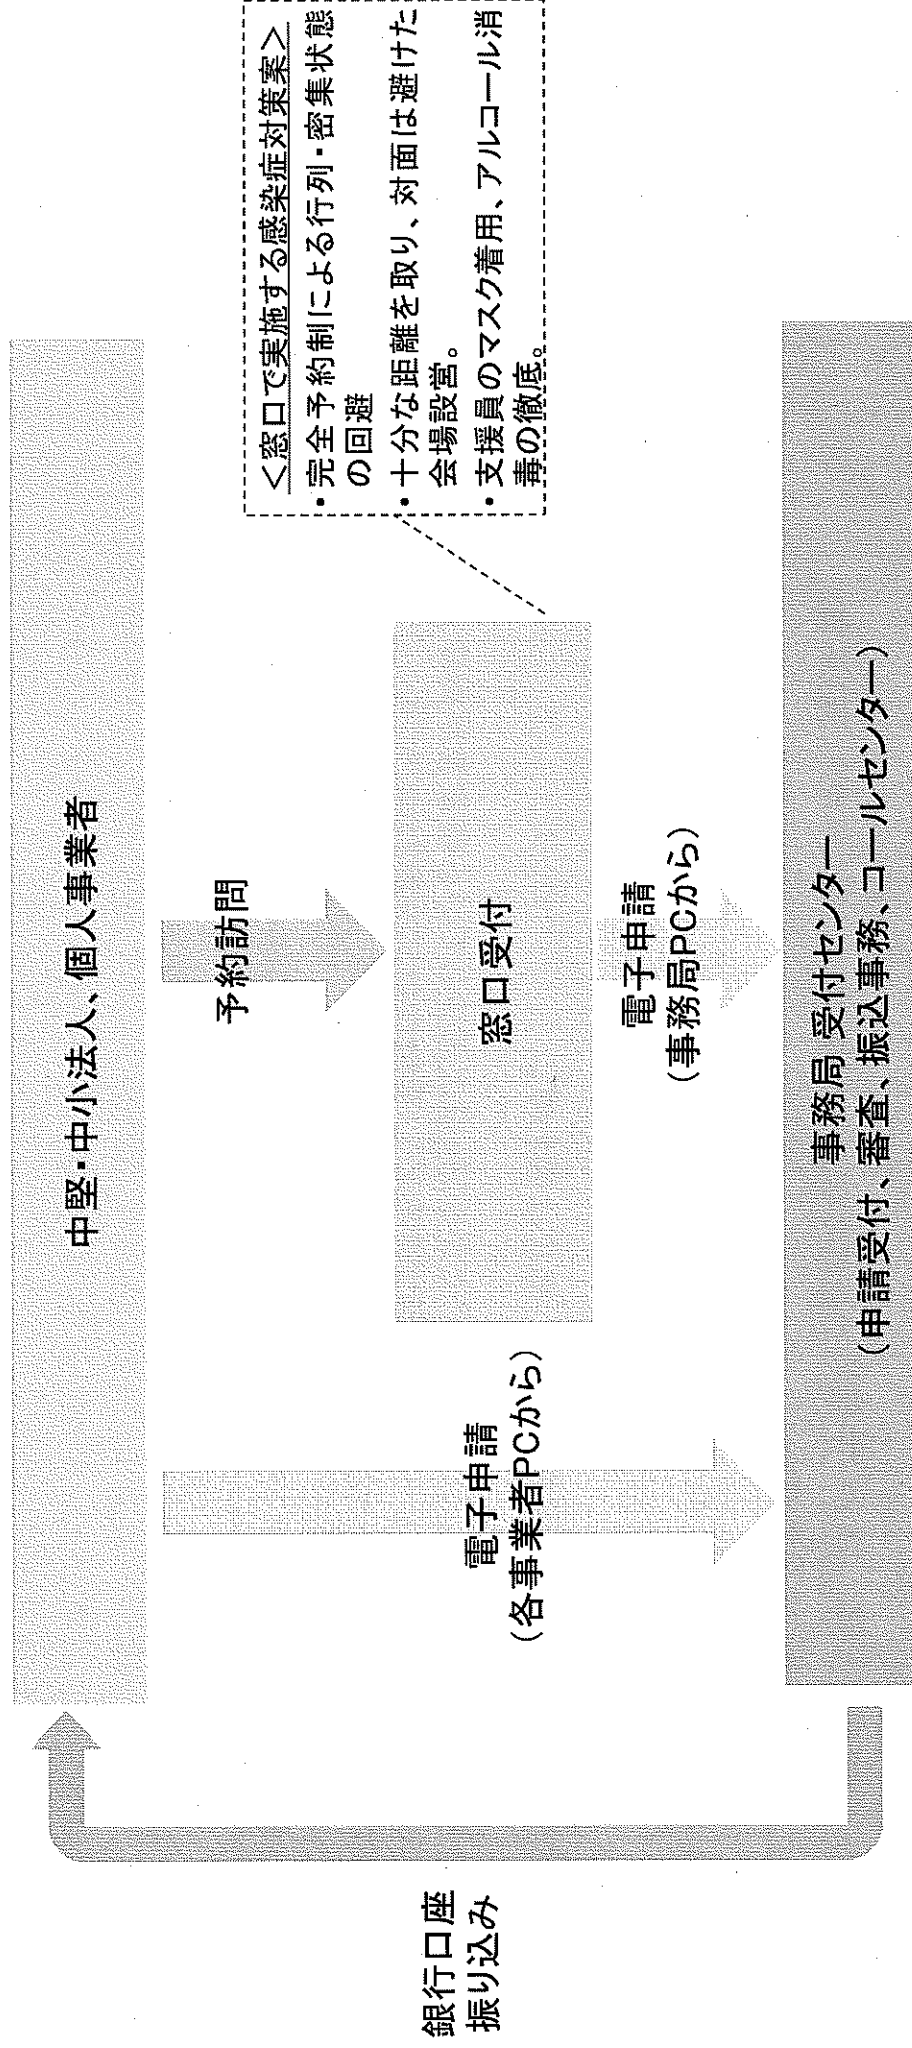 中堅・中小法人、個人事業者
予約訪問
窓口受付
電子申請
(事務局PCから)
電子申請
(各事業者PCから)
銀行口座
振り込み
事務局 受付センター
(申請受付、審査、振込事務、コールセンター)
＜窓口で実施する感染症対策案＞
・完全予約制による行列・密集状態
の回避
・十分な距離を取り、対面は避けた
会場設営。
・支援員のマスク着用、アルコール消
毒の徹底。